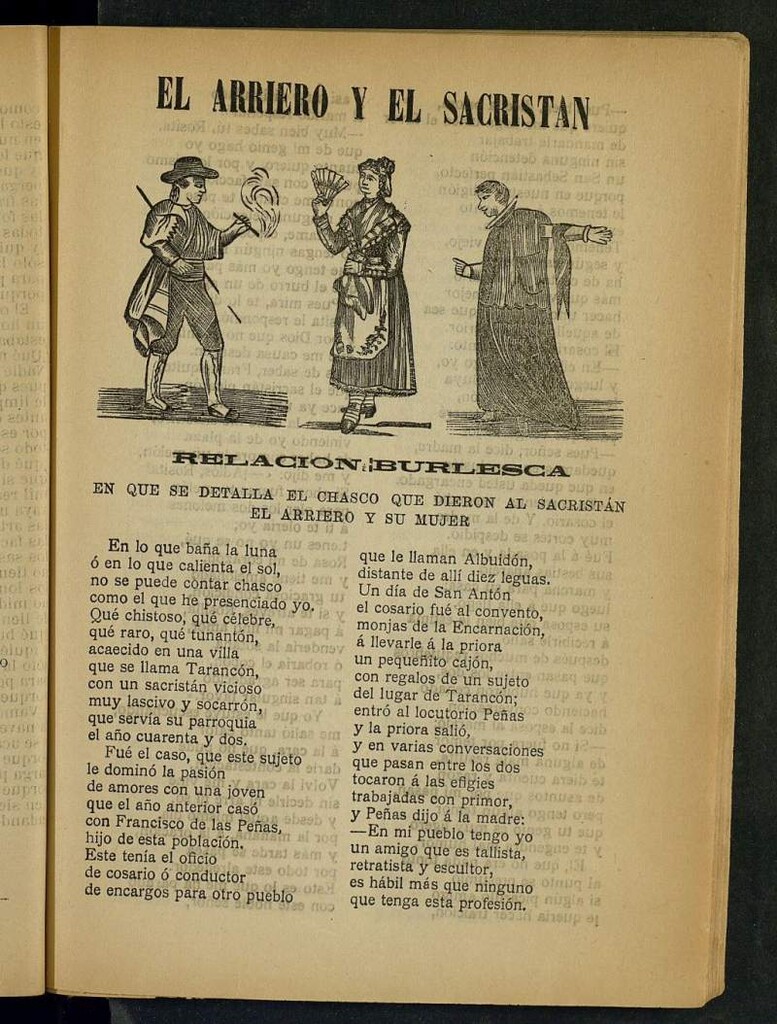 EL ARRIERO Y EL SACRISTAN
RELACION BURLESCA
EN QUE SE DETALLA EL CHASCO QUE DIERON AL SACRISTÁN
EL ARRIERO Y SU MUJER
En lo que baña la luna
ó en lo que calienta el sol,
no se puede contar chasco
como el que he presenciado yo.
Qué chistoso, qué célebre,
qué raro, qué tunantón,
acaecido en una villa
que se llama Tarancón,
con un sacristán vicioso
muy lascivo y socarrón,
que servía su parroquia
el año cuarenta y dos.
Fué el caso, que este sujeto
le dominó la pasión
de amores con una joven
que el año anterior casó
con Francisco de las Peñas,
hijo de esta población.
Este tenía el oficio
de cosario ó conductor
de encargos para otro pueblo
que le llaman Albuidón,
distante de allí diez leguas.
Un día de San Antón
el cosario fué al convento,
monjas de la Encarnación,
á llevarle á la priora
un pequeñito cajón,
con regalos de un sujeto
del lugar de Tarancón;
entró al locutorio Peñas
y la priora salió,
y en varias conversaciones
que pasan entre los dos
tocaron á las efigies
trabajadas con primor,
y Peñas dijo á la madre:
—En mi pueblo tengo yo
un amigo que es tallista,
retratista y escultor,
es hábil más que ninguno
que tenga esta profesión.